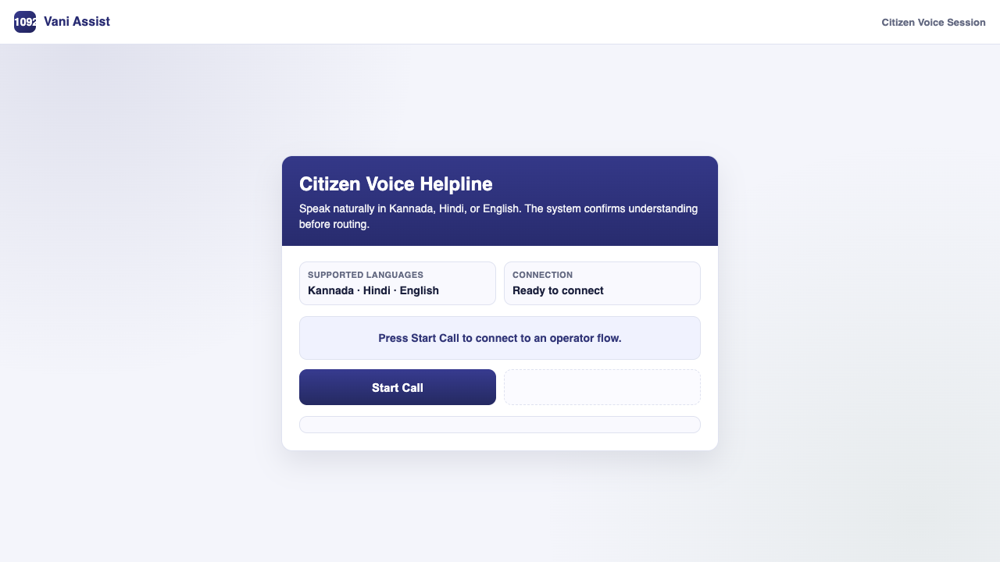 1092
Vani Assist
Citizen Voice Session
Citizen Voice Helpline
Speak naturally in Kannada, Hindi, or English. The system confirms understanding
before routing.
SUPPORTED LANGUAGES
Kannada · Hindi · English
CONNECTION
Ready to connect
Press Start Call to connect to an operator flow.
Start Call